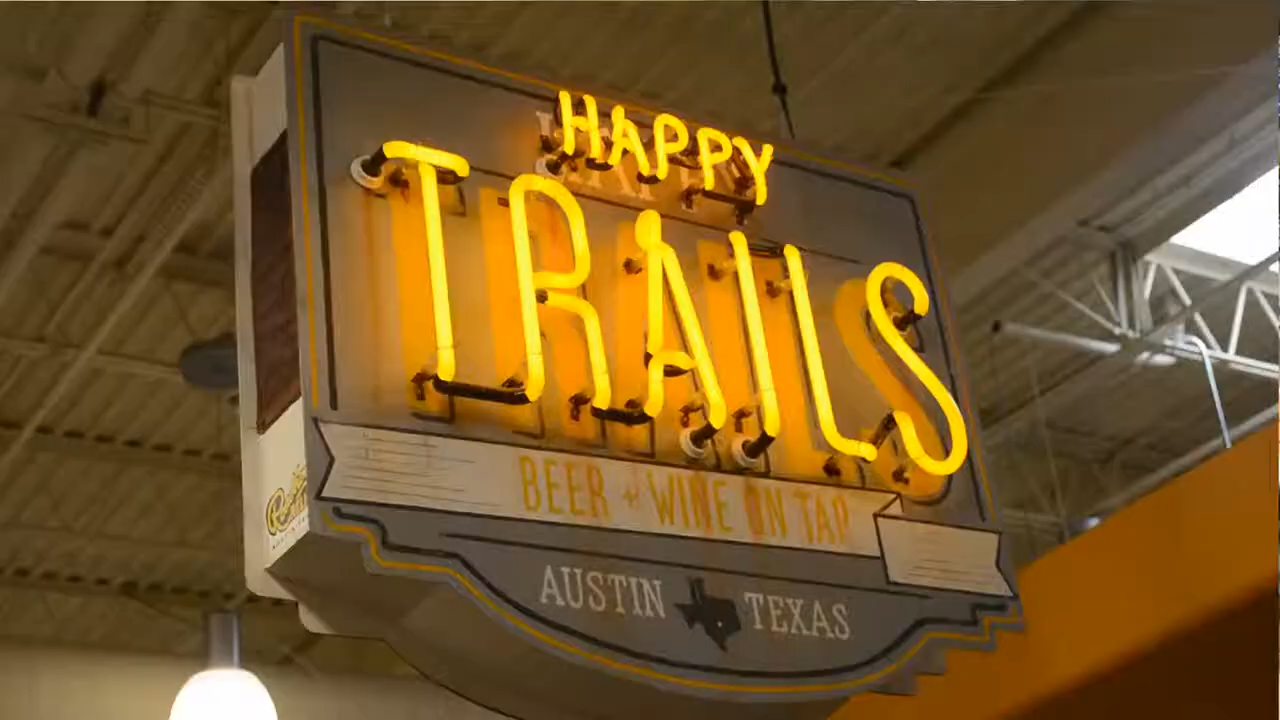 HAPPY
TRAILS
BEER + WINE ON TAP
AUSTIN TEXAS